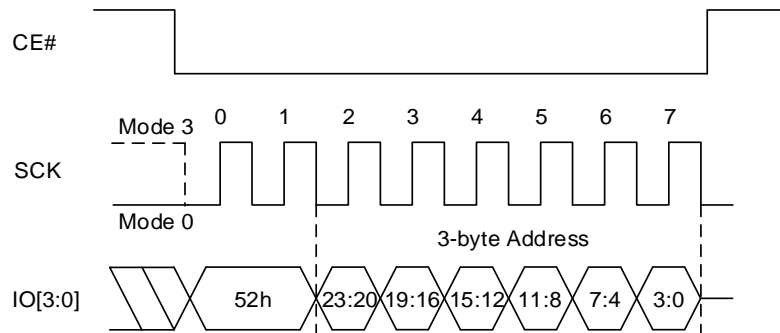 CE#
Mode 3
0 1 2 3 4 5 6 7
SCK
Mode 0
3-byte Address
IO[3:0]
52h 23:20 19:16 15:12 11:8 7:4 3:0